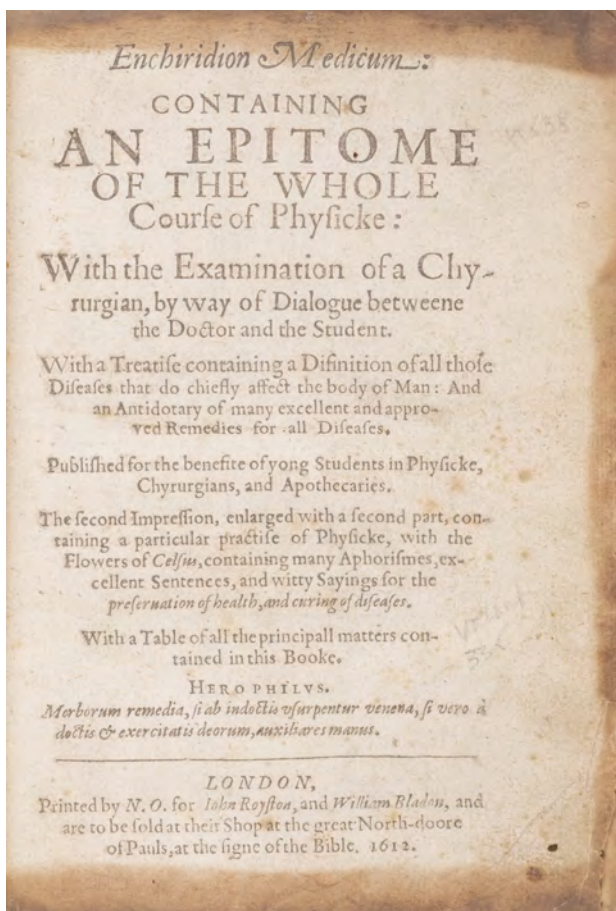 Enchiridion Medicum:
CONTAINING
AN EPITOME
OF THE WHOLE
Courſe of Phyſicke:
With the Examination of a Chy-
rurgian, by way of Dialogue betweene
the Doctor and the Student.
With a Treatiſe containing a Difinition of all thoſe
Diſeaſes that do chiefly affect the body of Man: And
an Antidotary of many excellent and appro-
ved Remedies for all Diſeaſes.
Publiſhed for the benefite of yong Students in Phyſicke,
Chyrurgians, and Apothecaries.
The ſecond Impreſſion, enlarged with a ſecond part, con-
taining a particular practiſe of Phyſicke, with the
Flowers of Celſus, containing many Aphoriſmes, ex-
cellent Sentences, and witty Sayings for the
preſeruation of health, and curing of diſeaſes.
With a Table of all the principall matters con-
tained in this Booke.
HEROPHILVS.
Morborum remedia, ſi ab indoctis vſurpentur venena, ſi vero à
doctis & exercitatis deorum, auxiliares manus.
LONDON,
Printed by N. O. for Iohn Royſton, and William Bladon, and
are to be ſold at their Shop at the great North-doore
of Pauls, at the ſigne of the Bible. 1612.